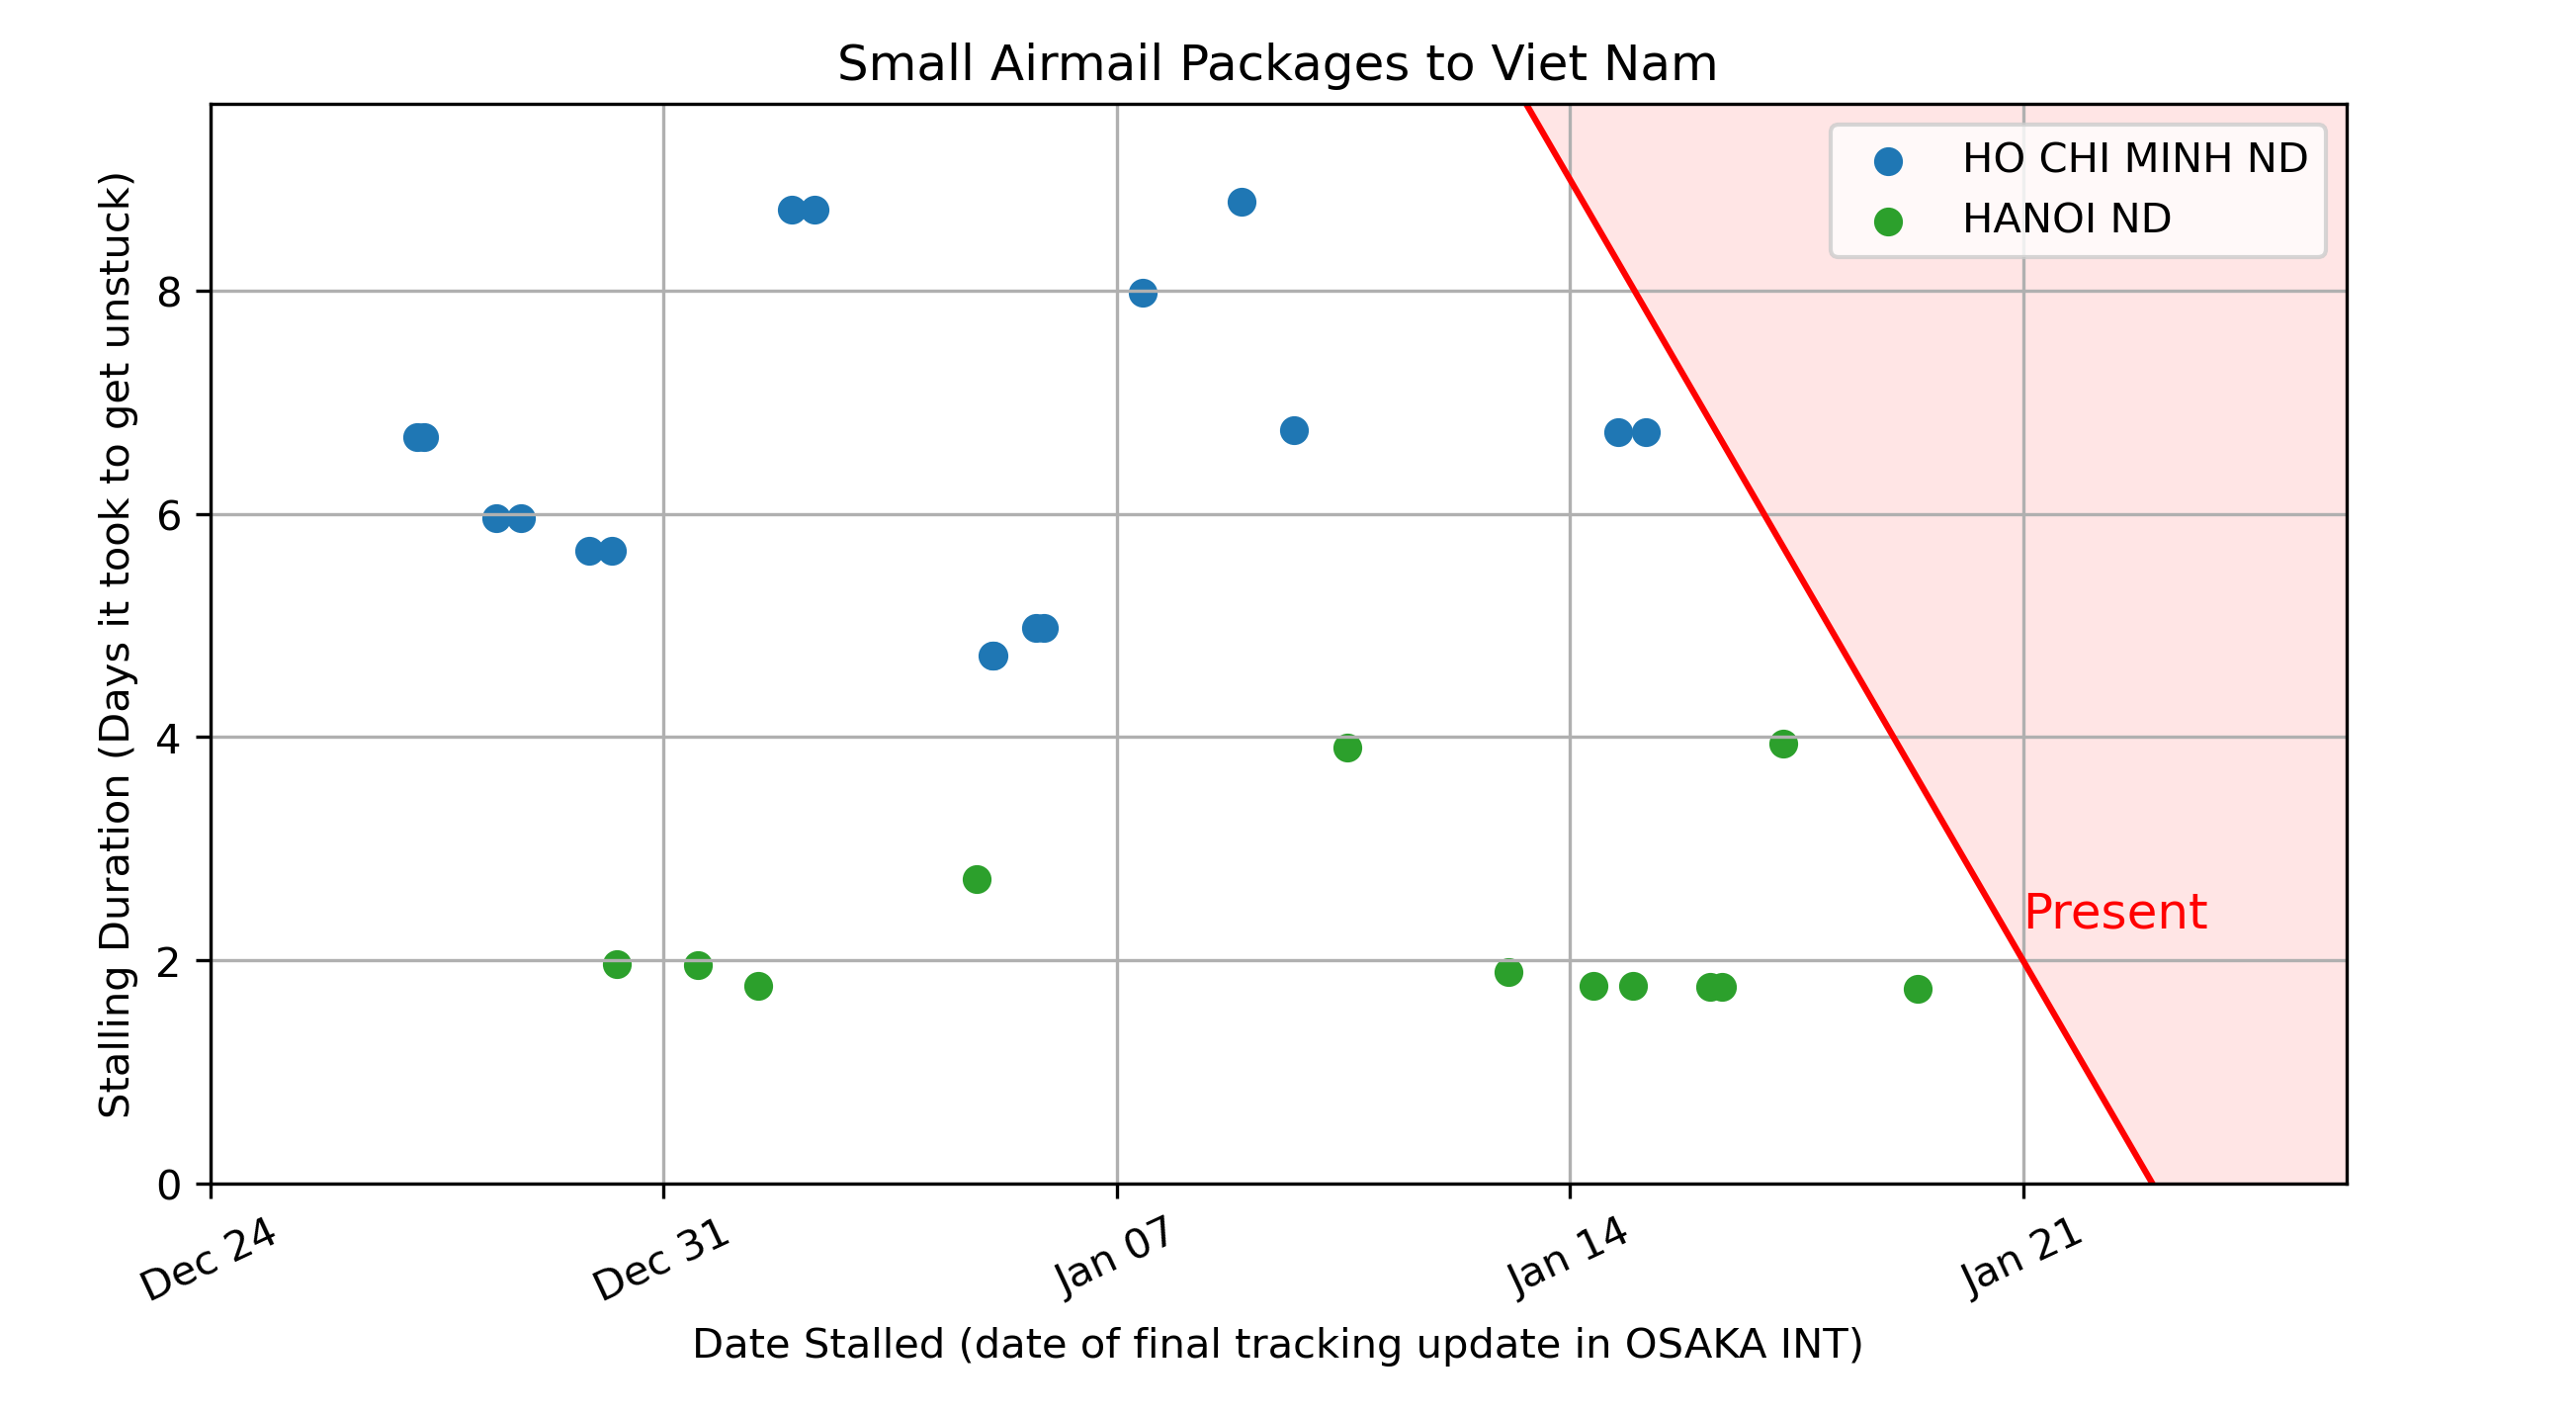 Small Airmail Packages to Viet Nam
HO CHI MINH ND
HANOI ND
Stalling Duration (Days it took to get unstuck)
8
6
4
2
0
Present
Dec 24
Dec 31
Jan 07
Jan 14
Jan 21
Date Stalled (date of final tracking update in OSAKA INT)